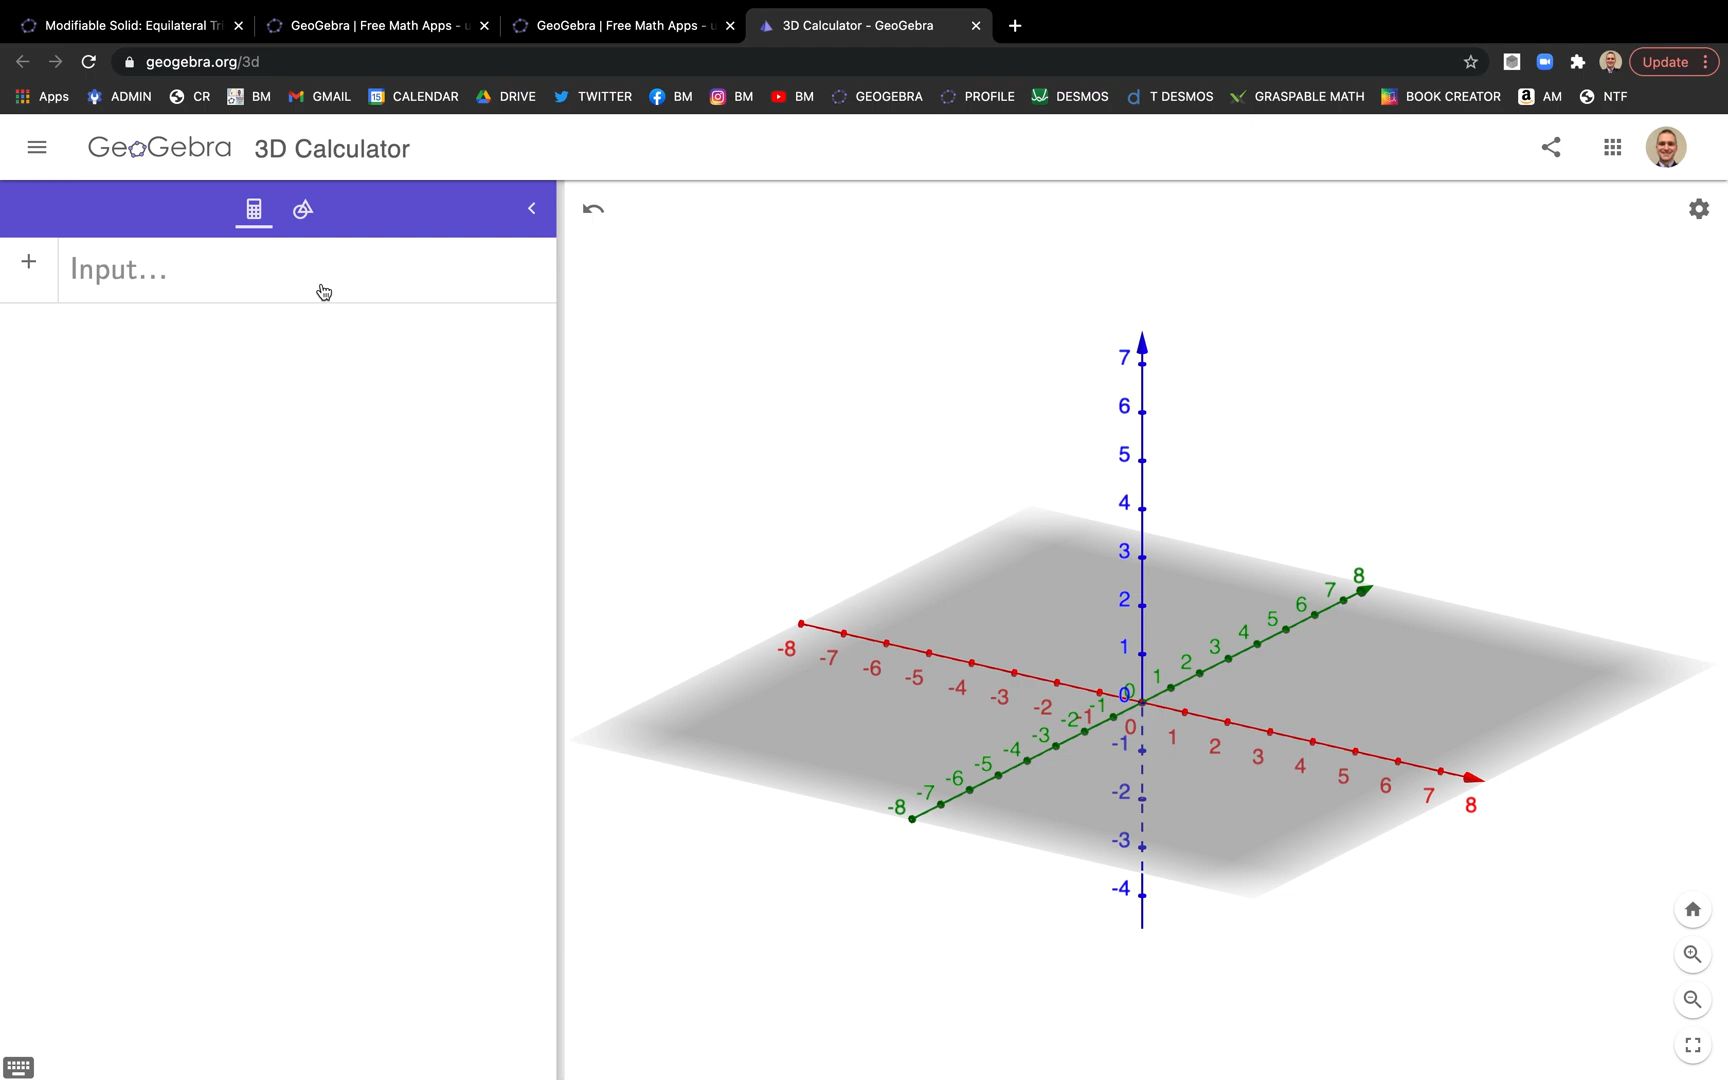 Modifiable Solid: Equilateral Tri
GeoGebra | Free Math Apps - u
GeoGebra | Free Math Apps - u
3D Calculator - GeoGebra
geogebra.org/3d
Update
Apps ADMIN CR BM GMAIL 15 CALENDAR DRIVE TWITTER BM BM BM GEOGEBRA PROFILE DESMOS d T DESMOS GRASPABLE MATH BOOK CREATOR a AM NTF
GeoGebra 3D Calculator
+ Input...
7
6
5
4
3
2
1
0
-1
-2
-3
-4
-8 -7 -6 -5 -4 -3 -2 -1 0 1 2 3 4 5 6 7 8
-8 -7 -6 -5 -4 -3 -2 -1 0 1 2 3 4 5 6 7 8